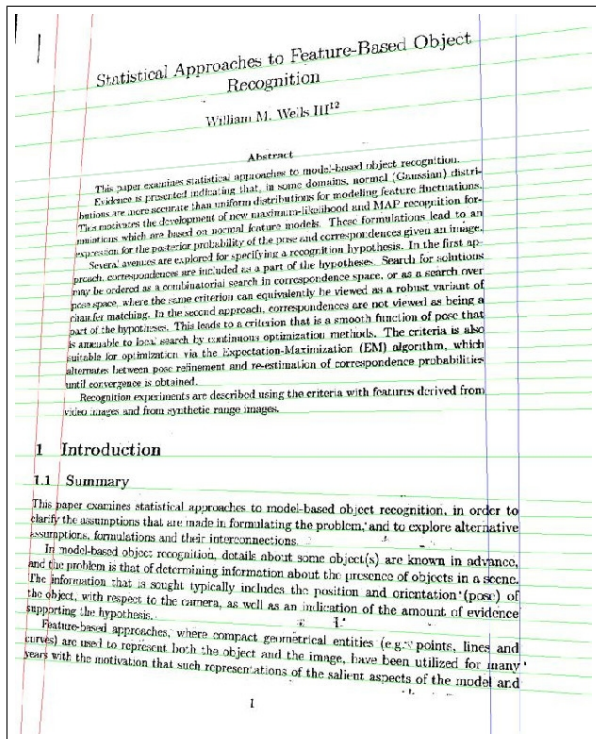 Statistical Approaches to Feature-Based Object
Recognition
William M. Wells III¹²
Abstract
This paper examines statistical approaches to model-based object recognition.
Evidence is presented indicating that, in some domains, normal (Gaussian) distri-
butions are more accurate than uniform distributions for modeling feature fluctuations.
This motivates the development of new maximum-likelihood and MAP recognition for-
mulations which are based on normal feature models. These formulations lead to an
expression for the posterior probability of the pose and correspondences given an image.
Several avenues are explored for specifying a recognition hypothesis. In the first ap-
proach, correspondences are included as a part of the hypotheses. Search for solutions
may be ordered as a combinatorial search in correspondence space, or as a search over
pose space, where the same criterion can equivalently be viewed as a robust variant of
chamfer matching. In the second approach, correspondences are not viewed as being a
part of the hypotheses. This leads to a criterion that is a smooth function of pose that
is amenable to local search by continuous optimization methods. The criteria is also
suitable for optimization via the Expectation-Maximization (EM) algorithm, which
alternates between pose refinement and re-estimation of correspondence probabilities
until convergence is obtained.
Recognition experiments are described using the criteria with features derived from
video images and from synthetic range images.
1 Introduction
1.1 Summary
This paper examines statistical approaches to model-based object recognition, in order to
clarify the assumptions that are made in formulating the problem, and to explore alternative
assumptions, formulations and their interconnections.
In model-based object recognition, details about some object(s) are known in advance,
and the problem is that of determining information about the presence of objects in a scene.
The information that is sought typically includes the position and orientation (pose) of
the object, with respect to the camera, as well as an indication of the amount of evidence
supporting the hypothesis.
Feature-based approaches, where compact geometrical entities (e.g. points, lines and
curves) are used to represent both the object and the image, have been utilized for many
years with the motivation that such representations of the salient aspects of the model and
1